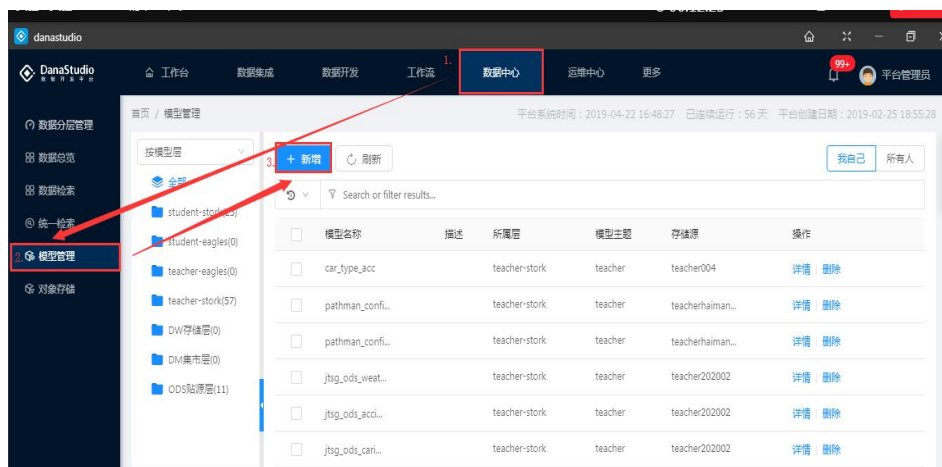 danastudio
DanaStudio 工作台 数据集成 数据开发 工作流 1. 数据中心 运维中心 更多 99+ 平台管理员
首页 / 模型管理 平台系统时间：2019-04-22 16:48:27 已连续运行：56 天 平台创建日期：2019-02-25 18:55:28
数据分层管理
数据总览
数据检索
统一检索
2. 模型管理
对象存储
按模型层
全部
student-stork(25)
student-eagles(0)
teacher-eagles(0)
teacher-stork(57)
DW存储层(0)
DM集市层(0)
ODS贴源层(11)
3. + 新增 刷新 我自己 所有人
Search or filter results...
模型名称 描述 所属层 模型主题 存储源 操作
car_type_acc teacher-stork teacher teacher004 详情 删除
pathman_confi... teacher-stork teacher teacherhaiman... 详情 删除
pathman_confi... teacher-stork teacher teacherhaiman... 详情 删除
jtsg_ods_weat... teacher-stork teacher teacher202002 详情 删除
jtsg_ods_acci... teacher-stork teacher teacher202002 详情 删除
jtsg_ods_cari... teacher-stork teacher teacher202002 详情 删除